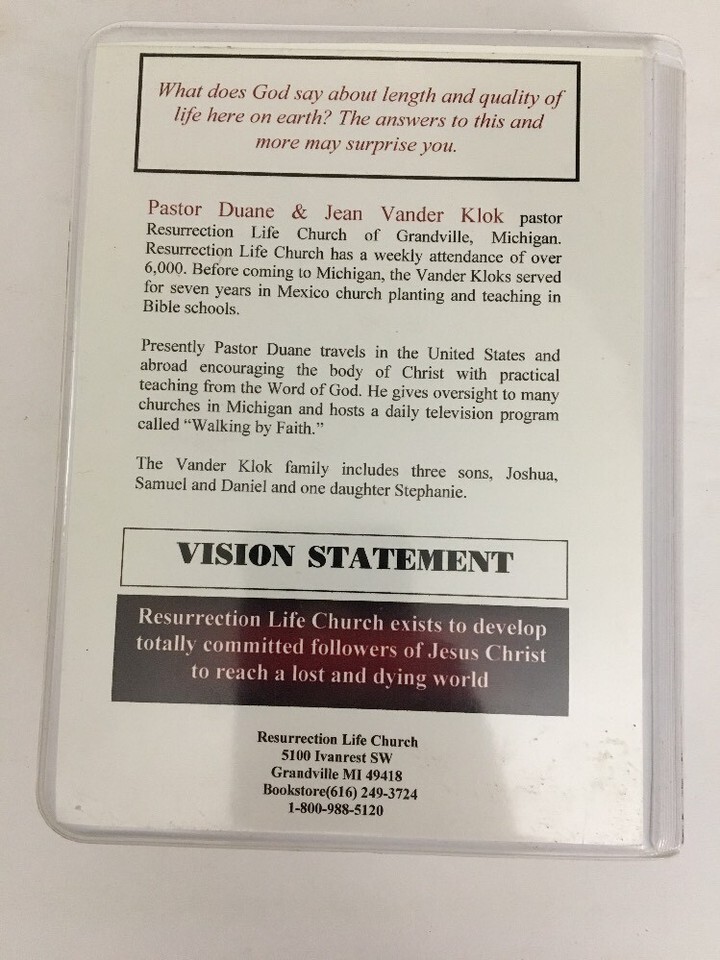 What does God say about length and quality of
life here on earth? The answers to this and
more may surprise you.
Pastor Duane & Jean Vander Klok pastor
Resurrection Life Church of Grandville, Michigan.
Resurrection Life Church has a weekly attendance of over
6,000. Before coming to Michigan, the Vander Kloks served
for seven years in Mexico church planting and teaching in
Bible schools.
Presently Pastor Duane travels in the United States and
abroad encouraging the body of Christ with practical
teaching from the Word of God. He gives oversight to many
churches in Michigan and hosts a daily television program
called “Walking by Faith.”
The Vander Klok family includes three sons, Joshua,
Samuel and Daniel and one daughter Stephanie.
VISION STATEMENT
Resurrection Life Church exists to develop
totally committed followers of Jesus Christ
to reach a lost and dying world
Resurrection Life Church
5100 Ivanrest SW
Grandville MI 49418
Bookstore(616) 249-3724
1-800-988-5120